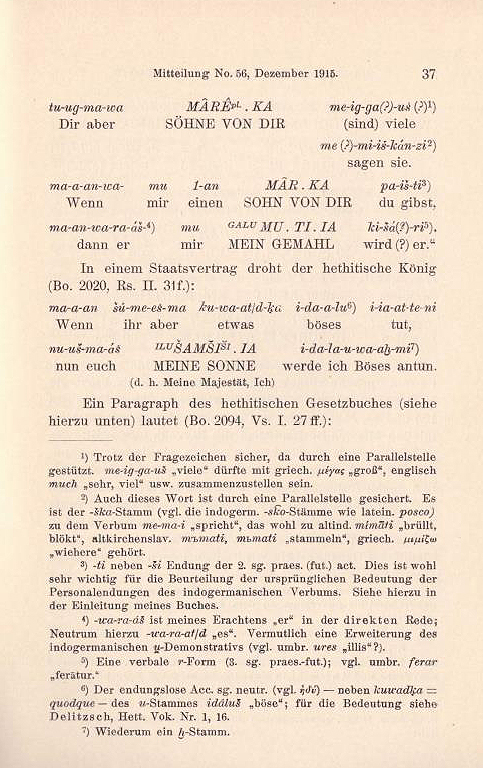 Mitteilung No. 56, Dezember 1915. 37
tu-ug-ma-wa MÂRÊᵖˡ· . KA me-ig-ga(?)-uš (?)¹)
Dir aber SÖHNE VON DIR (sind) viele
me (?)-mi-iš-kán-zi²)
sagen sie.
ma-a-an-wa- mu 1-an MÂR . KA pa-iš-ti³)
Wenn mir einen SOHN VON DIR du gibst,
ma-an-wa-ra-áš-⁴) mu ᴳᴬᴸᵁ MU . TI . IA ki-šá(?)-ri⁵).
dann er mir MEIN GEMAHL wird (?) er.“
In einem Staatsvertrag droht der hethitische König
(Bo. 2020, Rs. II. 31f.):
ma-a-an šú-me-eš-ma ku-wa-at/d-ḳa i-da-a-lu⁶) i-ia-at-te-ni
Wenn ihr aber etwas böses tut,
nu-uš-ma-áš ᴵᴸᵁŠAMŠIˢ̌ᴵ . IA i-da-la-u-wa-aḫ-mi⁷)
nun euch MEINE SONNE werde ich Böses antun.
(d. h. Meine Majestät, Ich)
Ein Paragraph des hethitischen Gesetzbuches (siehe
hierzu unten) lautet (Bo. 2094, Vs. I. 27 ff.):
¹) Trotz der Fragezeichen sicher, da durch eine Parallelstelle
gestützt. me-ig-ga-uš „viele“ dürfte mit griech. μέγας „groß“, englisch
much „sehr, viel“ usw. zusammenzustellen sein.
²) Auch dieses Wort ist durch eine Parallelstelle gesichert. Es
ist der -ška-Stamm (vgl. die indogerm. -sko-Stämme wie latein. posco)
zu dem Verbum me-ma-i „spricht“, das wohl zu altind. mimāti „brüllt,
blökt“, altkirchenslav. mъmati, mьmati „stammeln“, griech. μιμίζω
„wiehere“ gehört.
³) -ti neben -ši Endung der 2. sg. praes.(fut.) act. Dies ist wohl
sehr wichtig für die Beurteilung der ursprünglichen Bedeutung der
Personalendungen des indogermanischen Verbums. Siehe hierzu in
der Einleitung meines Buches.
⁴) -wa-ra-áš ist meines Erachtens „er“ in der direkten Rede;
Neutrum hierzu -wa-ra-at/d „es“. Vermutlich eine Erweiterung des
indogermanischen u̯-Demonstrativs (vgl. umbr. ures „illis“?).
⁵) Eine verbale r-Form (3. sg. praes.-fut.); vgl. umbr. ferar
„ferātur.“
⁶) Der endungslose Acc. sg. neutr. (vgl. ἡδύ) — neben kuwadḳa =
quodque — des u-Stammes idāluš „böse“; für die Bedeutung siehe
Delitzsch, Hett. Vok. Nr. 1, 16.
⁷) Wiederum ein ḫ-Stamm.